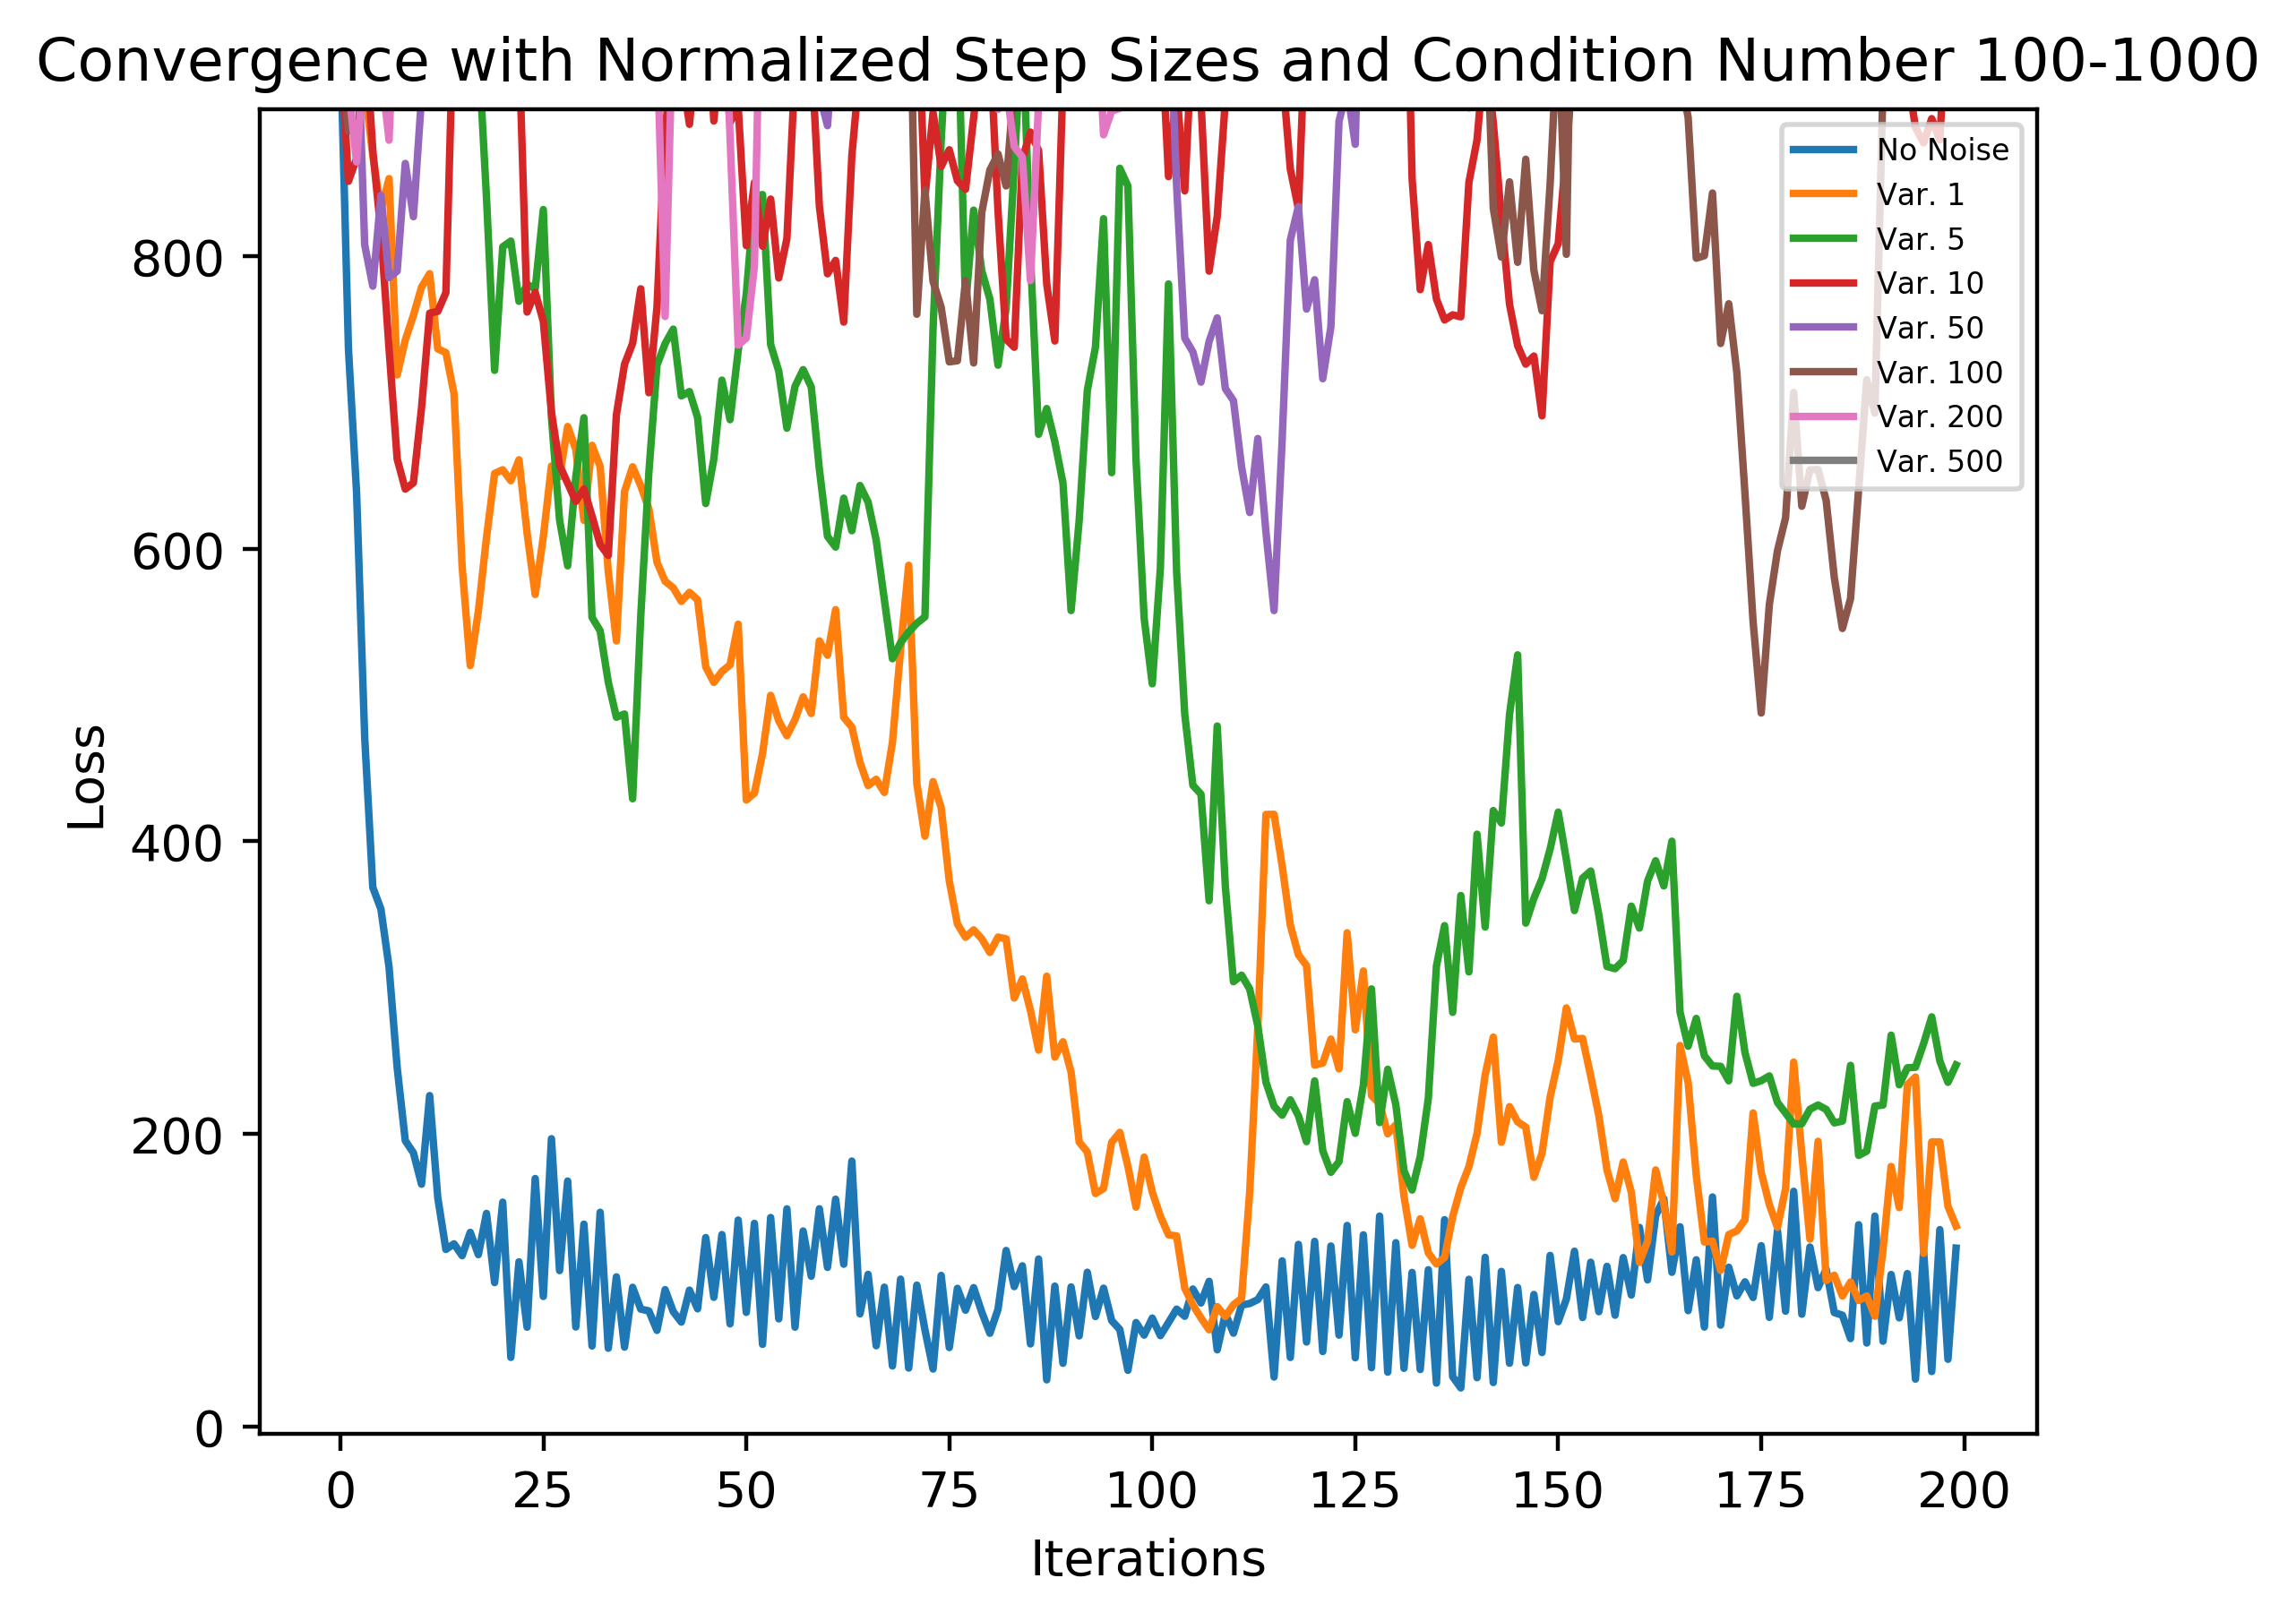 Convergence with Normalized Step Sizes and Condition Number 100-1000
No Noise
Var. 1
Var. 5
Var. 10
Var. 50
Var. 100
Var. 200
Var. 500
800
600
400
200
0
Loss
0 25 50 75 100 125 150 175 200
Iterations